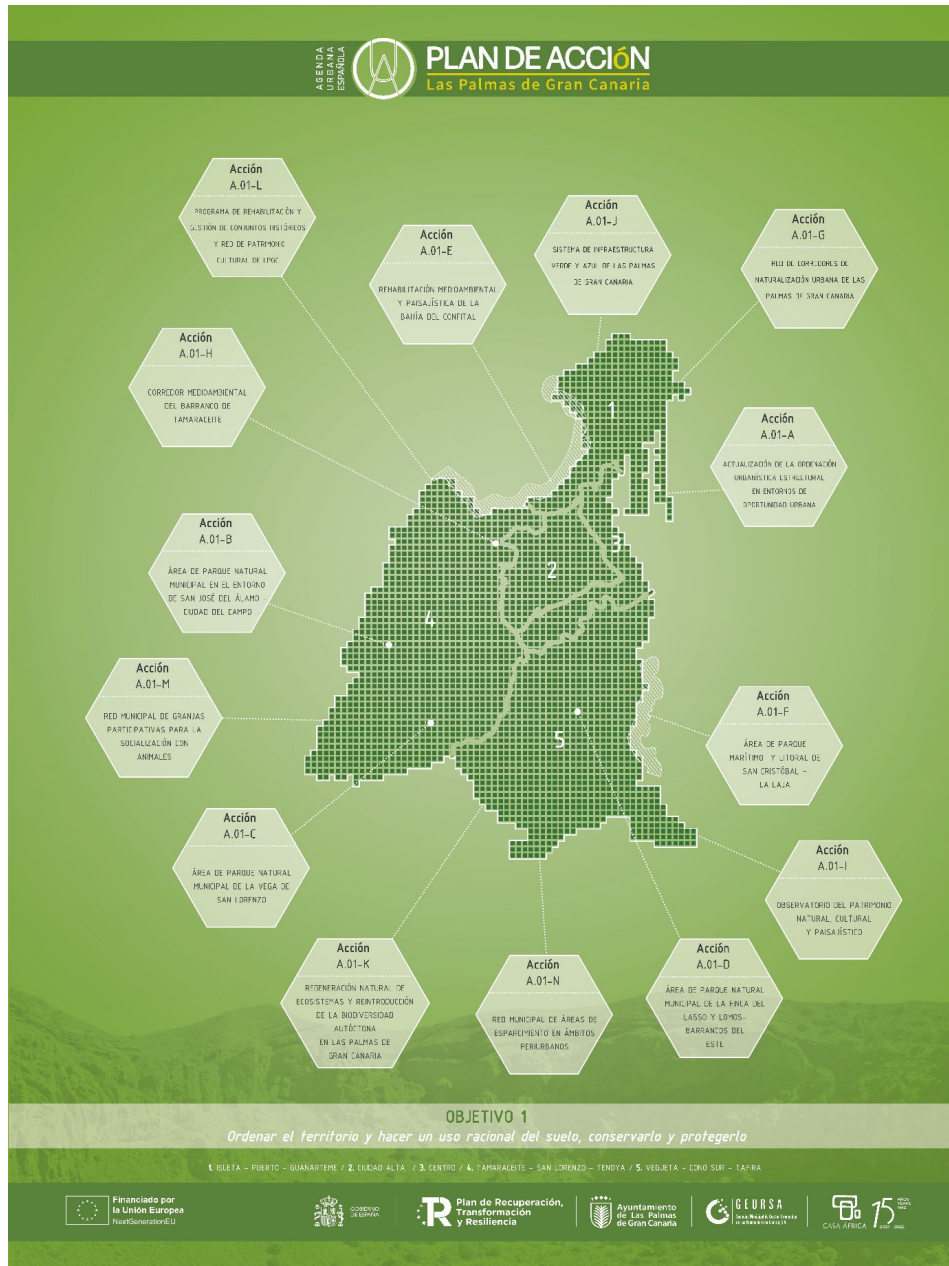 AGENDA
URBANA
ESPAÑOLA
PLAN DE ACCIóN
Las Palmas de Gran Canaria
Acción
A.01-L
PROGRAMA DE REHABILITACIÓN Y
GESTIÓN DE CONJUNTOS HISTÓRICOS
Y RED DE PATRIMONIO
CULTURAL DE LPGC
Acción
A.01-E
REHABILITACIÓN MEDIOAMBIENTAL
Y PAISAJÍSTICA DE LA
BAHÍA DEL CONFITAL
Acción
A.01-J
SISTEMA DE INFRAESTRUCTURA
VERDE Y AZUL DE LAS PALMAS
DE GRAN CANARIA
Acción
A.01-G
RED DE CORREDORES DE
NATURALIZACIÓN URBANA DE LAS
PALMAS DE GRAN CANARIA
Acción
A.01-H
CORREDOR MEDIOAMBIENTAL
DEL BARRANCO DE
TAMARACEITE
Acción
A.01-A
ACTUALIZACIÓN DE LA ORDENACIÓN
URBANÍSTICA ESTRUCTURAL
EN ENTORNOS DE
OPORTUNIDAD URBANA
Acción
A.01-B
ÁREA DE PARQUE NATURAL
MUNICIPAL EN EL ENTORNO
DE SAN JOSÉ DEL ÁLAMO -
CIUDAD DEL CAMPO
1
2
3
2
4
5
Acción
A.01-M
RED MUNICIPAL DE GRANJAS
PARTICIPATIVAS PARA LA
SOCIALIZACIÓN CON
ANIMALES
Acción
A.01-F
ÁREA DE PARQUE
MARÍTIMO Y LITORAL DE
SAN CRISTÓBAL -
LA LAJA
Acción
A.01-C
ÁREA DE PARQUE NATURAL
MUNICIPAL DE LA VEGA DE
SAN LORENZO
Acción
A.01-I
OBSERVATORIO DEL PATRIMONIO
NATURAL, CULTURAL
Y PAISAJÍSTICO
Acción
A.01-K
REGENERACIÓN NATURAL DE
ECOSISTEMAS Y REINTRODUCCIÓN
DE LA BIODIVERSIDAD
AUTÓCTONA
EN LAS PALMAS DE
GRAN CANARIA
Acción
A.01-N
RED MUNICIPAL DE ÁREAS DE
ESPARCIMIENTO EN ÁMBITOS
PERIURBANOS
Acción
A.01-D
ÁREA DE PARQUE NATURAL
MUNICIPAL DE LA FINCA DEL
LASSO Y LOMOS-
BARRANCOS DEL
ESTE
OBJETIVO 1
Ordenar el territorio y hacer un uso racional del suelo, conservarlo y protegerlo
1. ISLETA - PUERTO - GUANARTEME / 2. CIUDAD ALTA / 3. CENTRO / 4. TAMARACEITE - SAN LORENZO - TENOYA / 5. VEGUETA - CONO SUR - TAFIRA
Financiado por
la Unión Europea
NextGenerationEU
GOBIERNO
DE ESPAÑA
Plan de Recuperación,
Transformación
y Resiliencia
Ayuntamiento
de Las Palmas
de Gran Canaria
GEURSA
CASA ÁFRICA
15